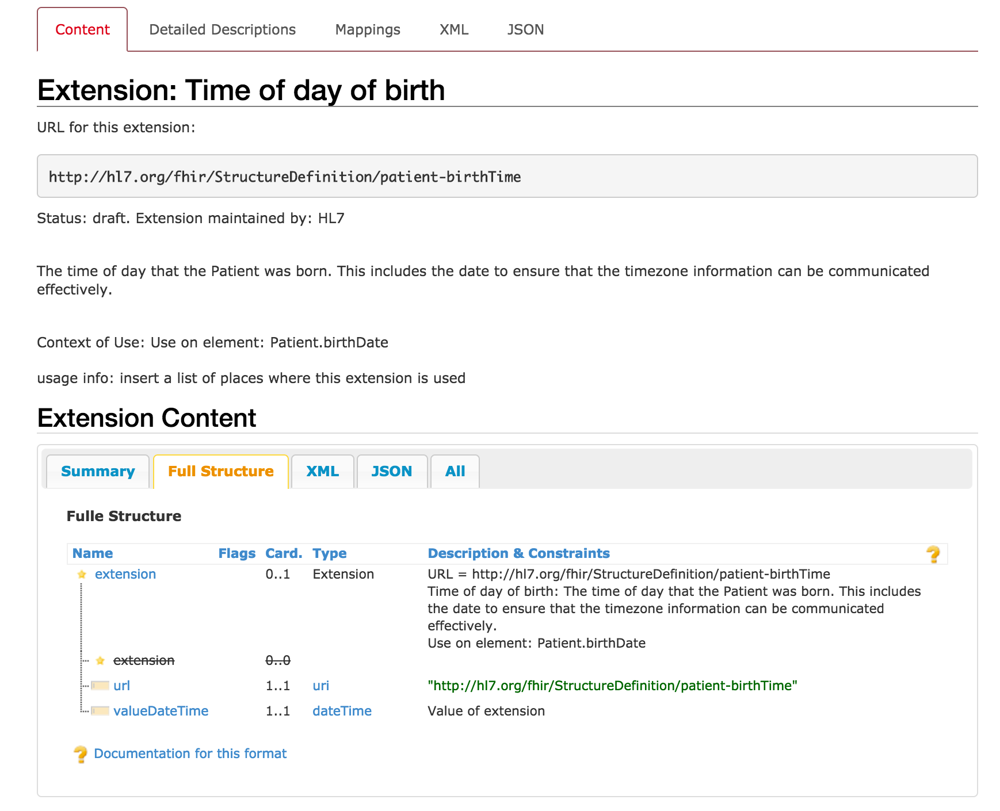 Content Detailed Descriptions Mappings XML JSON
Extension: Time of day of birth
URL for this extension:
http://hl7.org/fhir/StructureDefinition/patient-birthTime
Status: draft. Extension maintained by: HL7
The time of day that the Patient was born. This includes the date to ensure that the timezone information can be communicated
effectively.
Context of Use: Use on element: Patient.birthDate
usage info: insert a list of places where this extension is used
Extension Content
Summary Full Structure XML JSON All
Fulle Structure
Name Flags Card. Type Description & Constraints
extension 0..1 Extension URL = http://hl7.org/fhir/StructureDefinition/patient-birthTime
Time of day of birth: The time of day that the Patient was born. This includes
the date to ensure that the timezone information can be communicated
effectively.
Use on element: Patient.birthDate
extension 0..0
url 1..1 uri "http://hl7.org/fhir/StructureDefinition/patient-birthTime"
valueDateTime 1..1 dateTime Value of extension
Documentation for this format